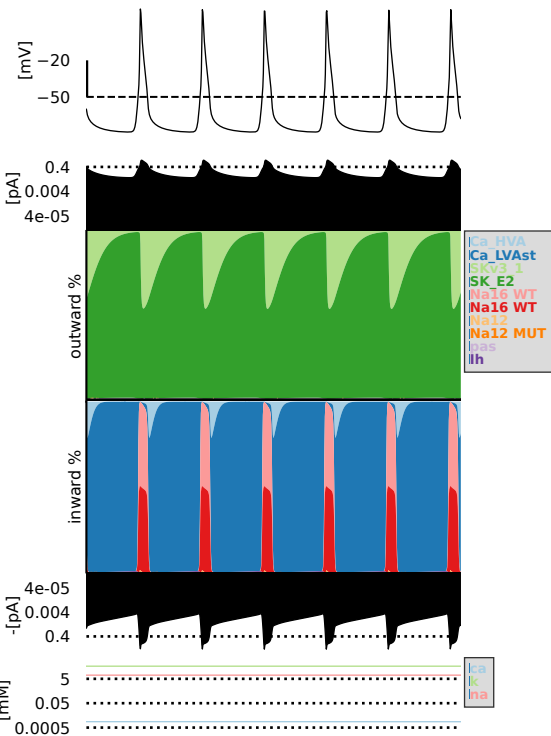 [mV]
−20
−50
[pA]
0.4
0.004
4e-05
outward %
Ca_HVA
Ca_LVAst
SKv3_1
SK_E2
Na16 WT
Na16 WT
Na12
Na12 MUT
pas
Ih
inward %
-[pA]
4e-05
0.004
0.4
[mM]
5
0.05
0.0005
ca
k
na